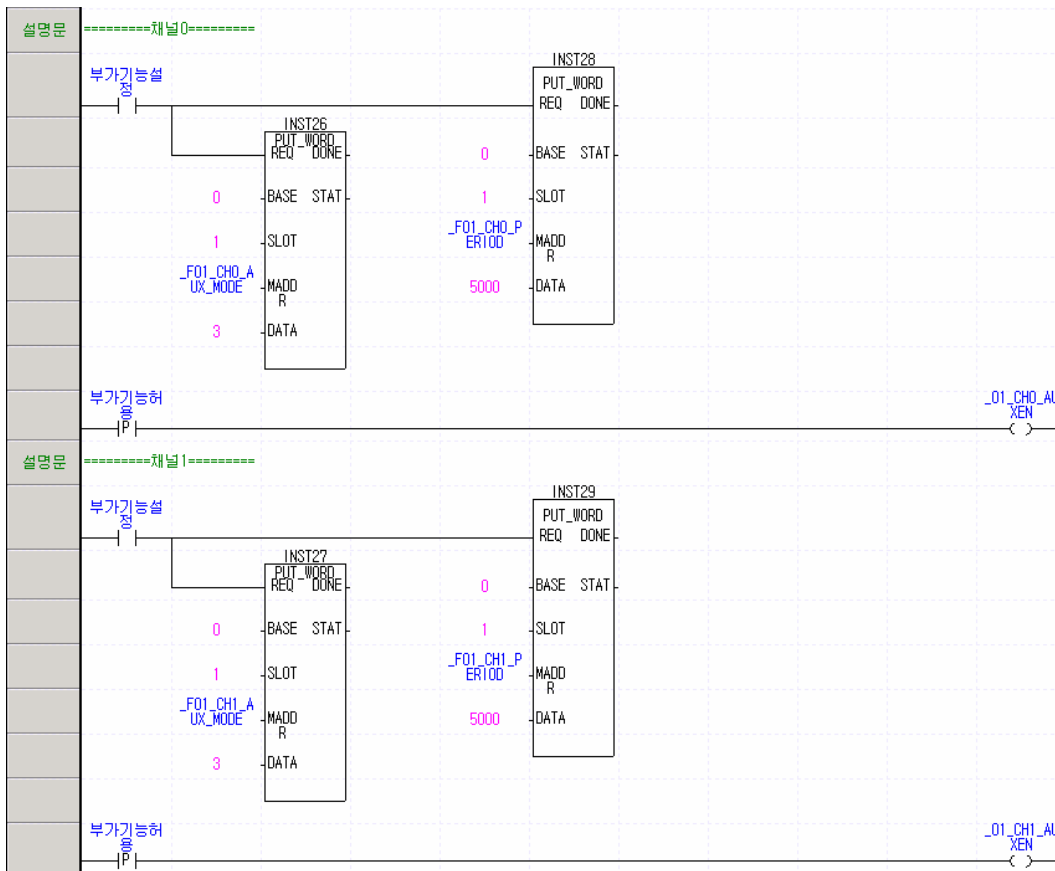 설명문 =========채널0=========
부가기능설
정
INST28
PUT_WORD
REQ DONE
INST26
PUT_WORD
REQ DONE
0 BASE STAT
0 BASE STAT
1 SLOT
1 SLOT
_F01_CH0_P
ERIOD MADD
R
_F01_CH0_A
UX_MODE MADD
R
5000 DATA
3 DATA
부가기능허
용
P
_01_CH0_AU
XEN
( )
설명문 =========채널1=========
부가기능설
정
INST29
PUT_WORD
REQ DONE
INST27
PUT_WORD
REQ DONE
0 BASE STAT
0 BASE STAT
1 SLOT
1 SLOT
_F01_CH1_P
ERIOD MADD
R
_F01_CH1_A
UX_MODE MADD
R
5000 DATA
3 DATA
부가기능허
용
P
_01_CH1_AU
XEN
( )